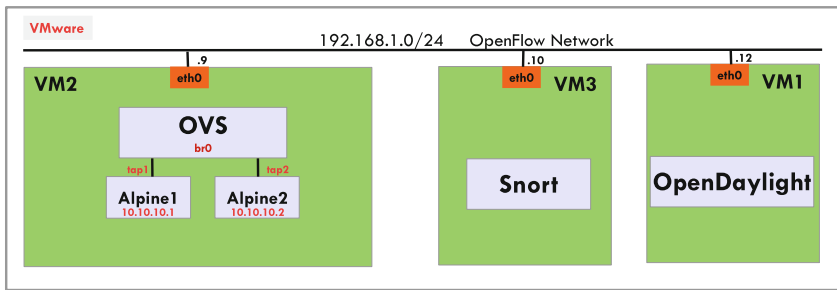 VMware
192.168.1.0/24 OpenFlow Network
.9
.10
.12
eth0
eth0
eth0
VM2
VM3
VM1
OVS
br0
tap1
tap2
Alpine1
10.10.10.1
Alpine2
10.10.10.2
Snort
OpenDaylight